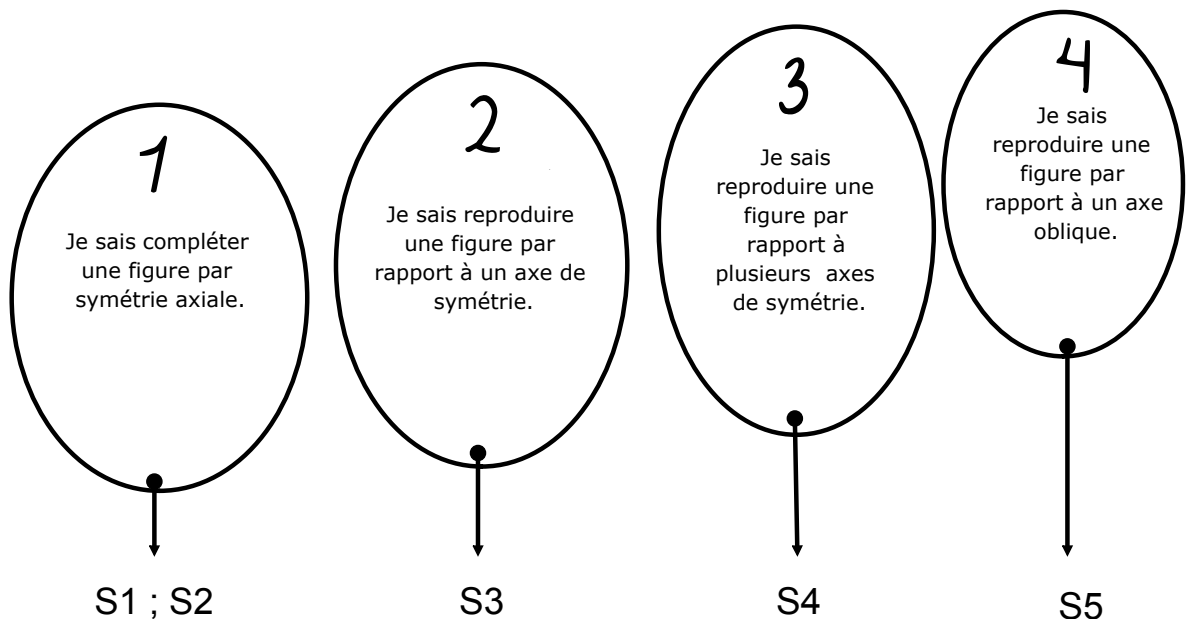 1
Je sais compléter
une figure par
symétrie axiale.
2
Je sais reproduire
une figure par
rapport à un axe de
symétrie.
3
Je sais
reproduire une
figure par
rapport à
plusieurs  axes
de symétrie.
4
Je sais
reproduire une
figure par
rapport à un axe
oblique.
S1 ; S2
S3
S4
S5